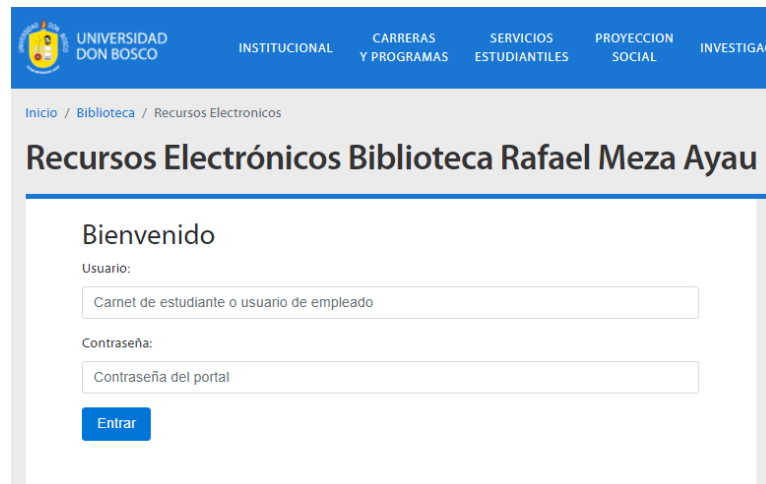 UNIVERSIDAD
DON BOSCO
INSTITUCIONAL
CARRERAS
Y PROGRAMAS
SERVICIOS
ESTUDIANTILES
PROYECCION
SOCIAL
INVESTIGA
Inicio / Biblioteca / Recursos Electronicos
Recursos Electrónicos Biblioteca Rafael Meza Ayau
Bienvenido
Usuario:
Carnet de estudiante o usuario de empleado
Contraseña:
Contraseña del portal
Entrar